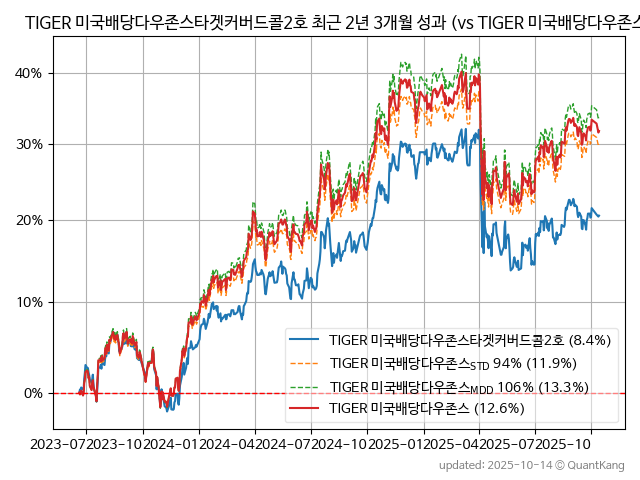 TIGER 미국배당다우존스타겟커버드콜2호 최근 2년 3개월 성과 (vs TIGER 미국배당다우존스
40%
30%
20%
10%
0%
TIGER 미국배당다우존스타겟커버드콜2호 (8.4%)
TIGER 미국배당다우존스STD 94% (11.9%)
TIGER 미국배당다우존스MDD 106% (13.3%)
TIGER 미국배당다우존스 (12.6%)
2023-07 2023-10 2024-01 2024-04 2024-07 2024-10 2025-01 2025-04 2025-07 2025-10
updated: 2025-10-14 © QuantKang